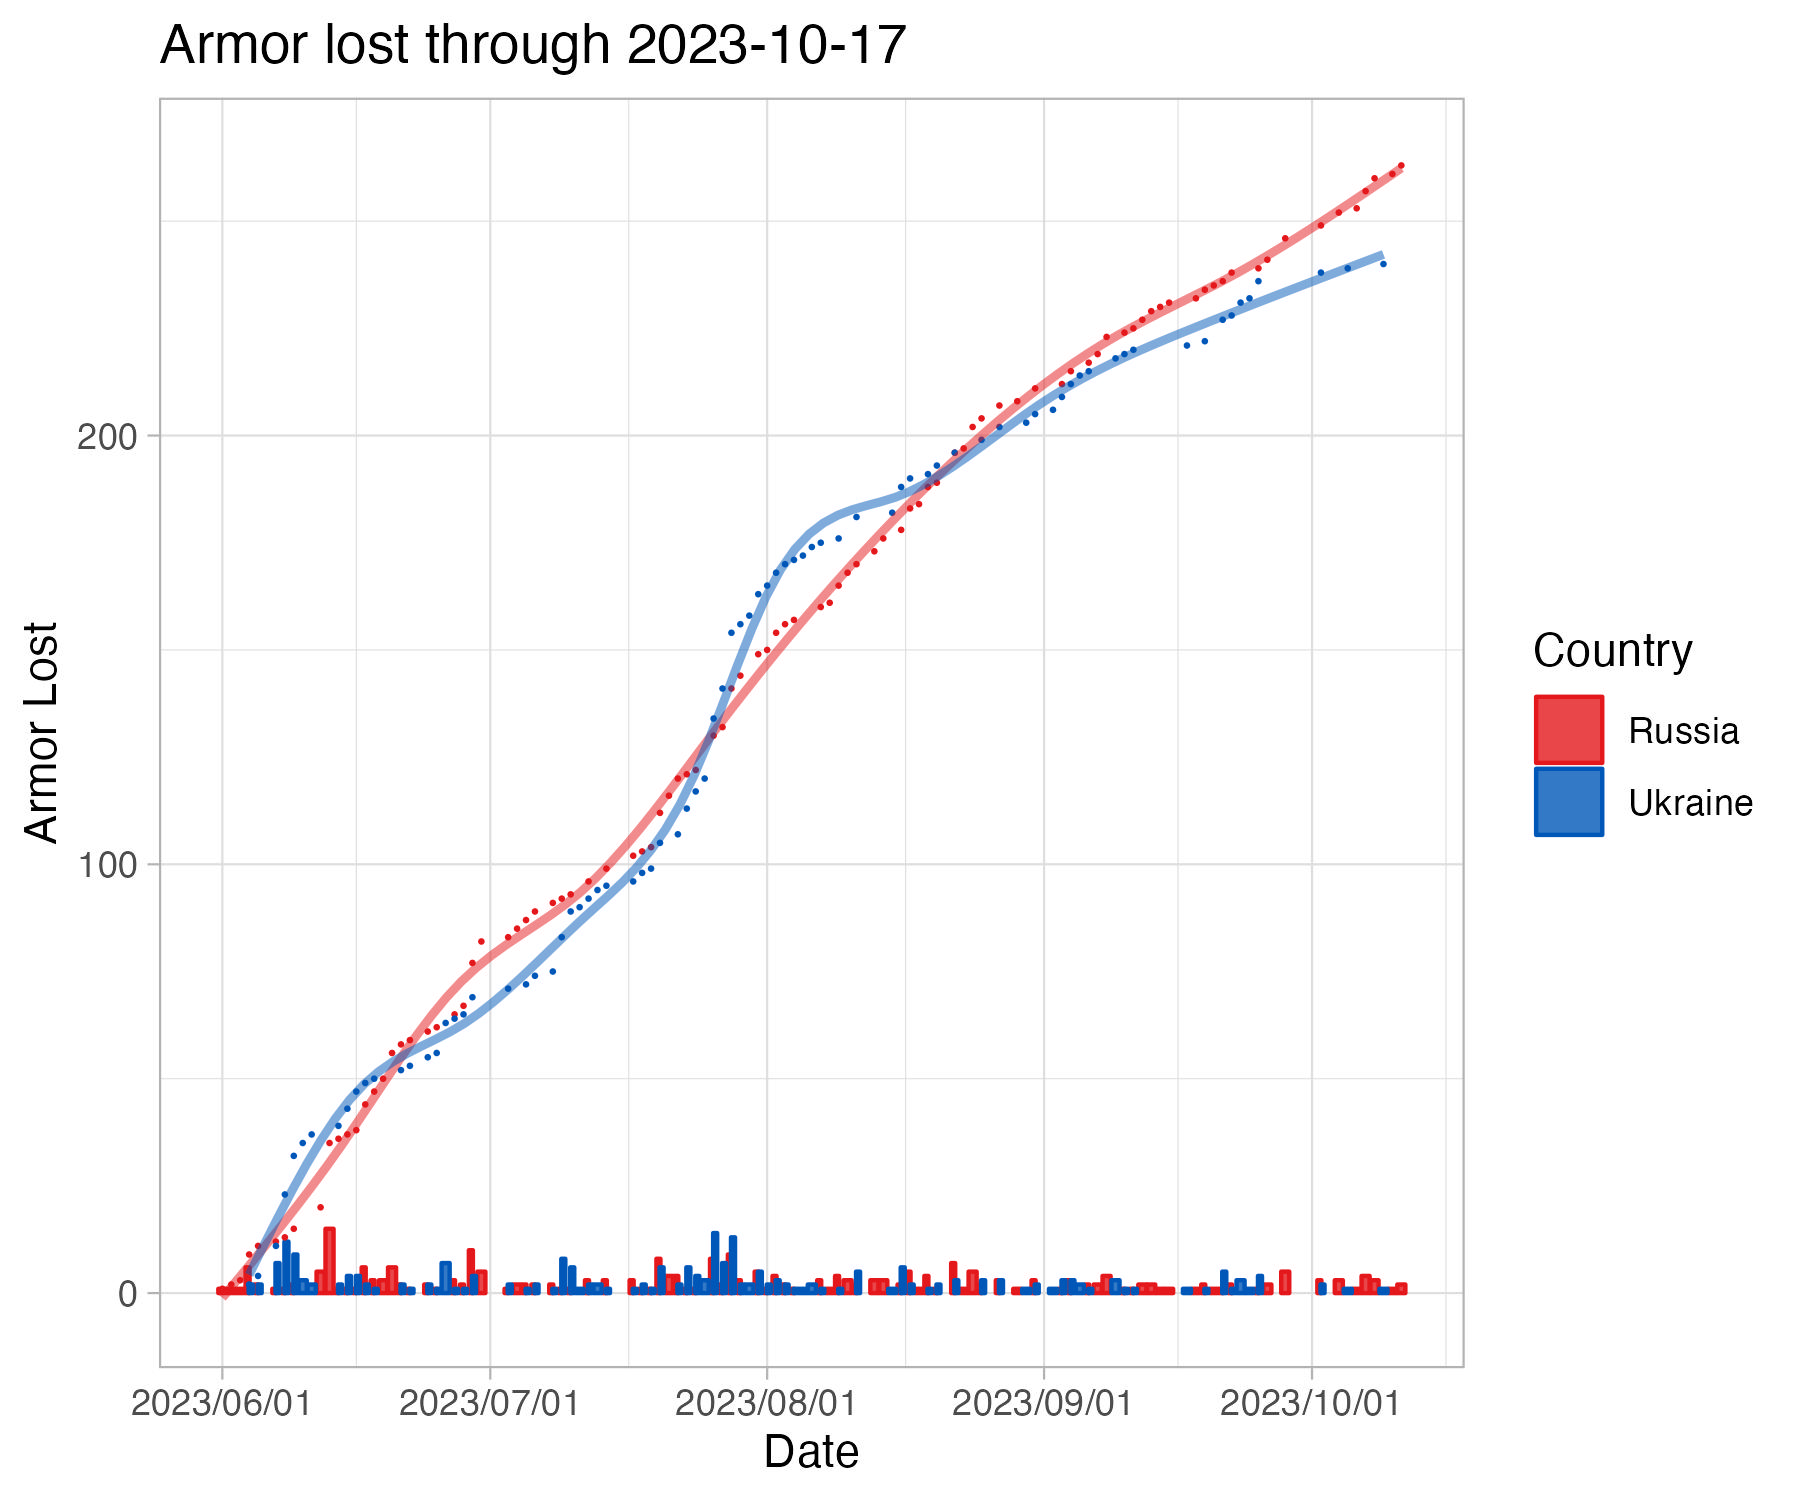 Armor lost through 2023-10-17
Armor Lost
200
100
0
2023/06/01 2023/07/01 2023/08/01 2023/09/01 2023/10/01
Date
Country
Russia
Ukraine